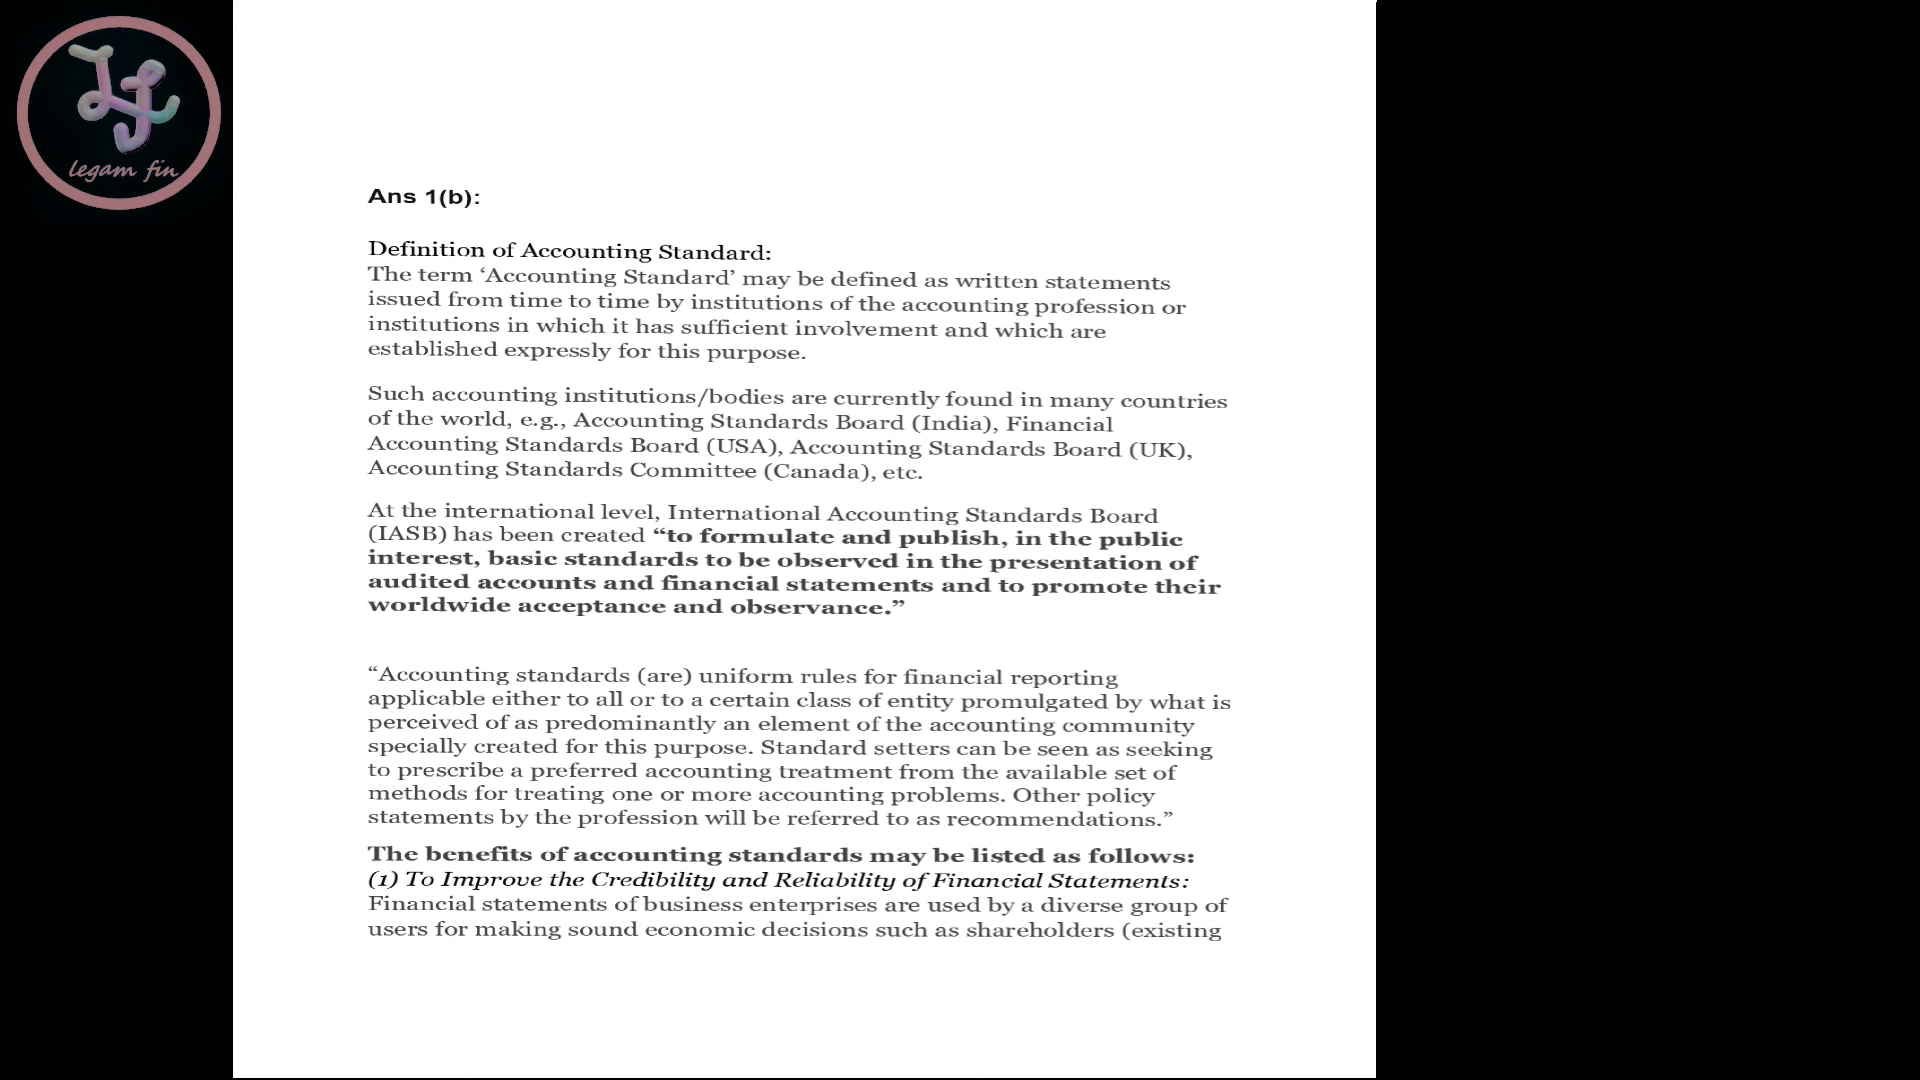 legam fin
Ans 1(b):
Definition of Accounting Standard:
The term ‘Accounting Standard’ may be defined as written statements
issued from time to time by institutions of the accounting profession or
institutions in which it has sufficient involvement and which are
established expressly for this purpose.
Such accounting institutions/bodies are currently found in many countries
of the world, e.g., Accounting Standards Board (India), Financial
Accounting Standards Board (USA), Accounting Standards Board (UK),
Accounting Standards Committee (Canada), etc.
At the international level, International Accounting Standards Board
(IASB) has been created “to formulate and publish, in the public
interest, basic standards to be observed in the presentation of
audited accounts and financial statements and to promote their
worldwide acceptance and observance.”
“Accounting standards (are) uniform rules for financial reporting
applicable either to all or to a certain class of entity promulgated by what is
perceived of as predominantly an element of the accounting community
specially created for this purpose. Standard setters can be seen as seeking
to prescribe a preferred accounting treatment from the available set of
methods for treating one or more accounting problems. Other policy
statements by the profession will be referred to as recommendations.”
The benefits of accounting standards may be listed as follows:
(1) To Improve the Credibility and Reliability of Financial Statements:
Financial statements of business enterprises are used by a diverse group of
users for making sound economic decisions such as shareholders (existing